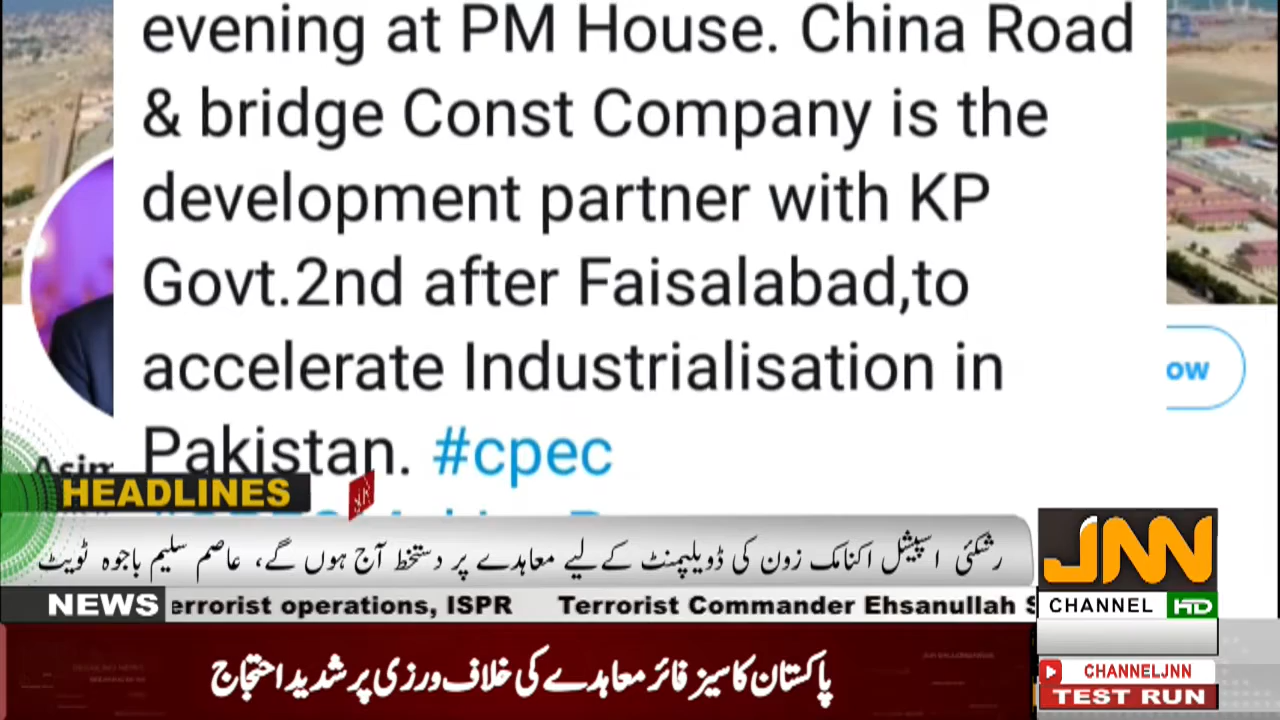 evening at PM House. China Road
& bridge Const Company is the
development partner with KP
Govt.2nd after Faisalabad,to
accelerate Industrialisation in
Pakistan. #cpec
ow
Asim
HEADLINES
رشکئی اسپیشل اکنامک زون کی ڈویلپمنٹ کے لیے معاہدے پر دستخط آج ہوں گے، عاصم سلیم باجوہ ٹویٹ
JNN
CHANNEL HD
NEWS errorist operations, ISPR Terrorist Commander Ehsanullah S
پاکستان کا سیز فائر معاہدے کی خلاف ورزی پر شدید احتجاج
CHANNELJNN
TEST RUN